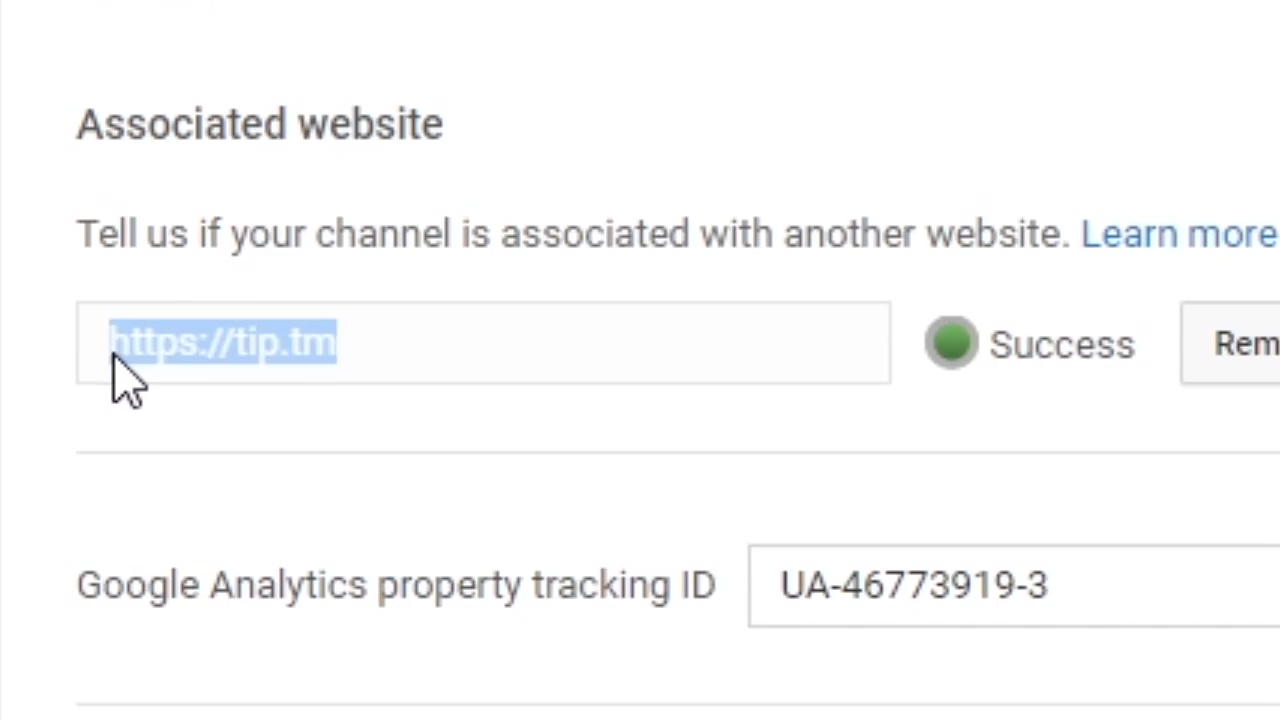 Associated website
Tell us if your channel is associated with another website. Learn more
https://tip.tm Success Rem
Google Analytics property tracking ID UA-46773919-3